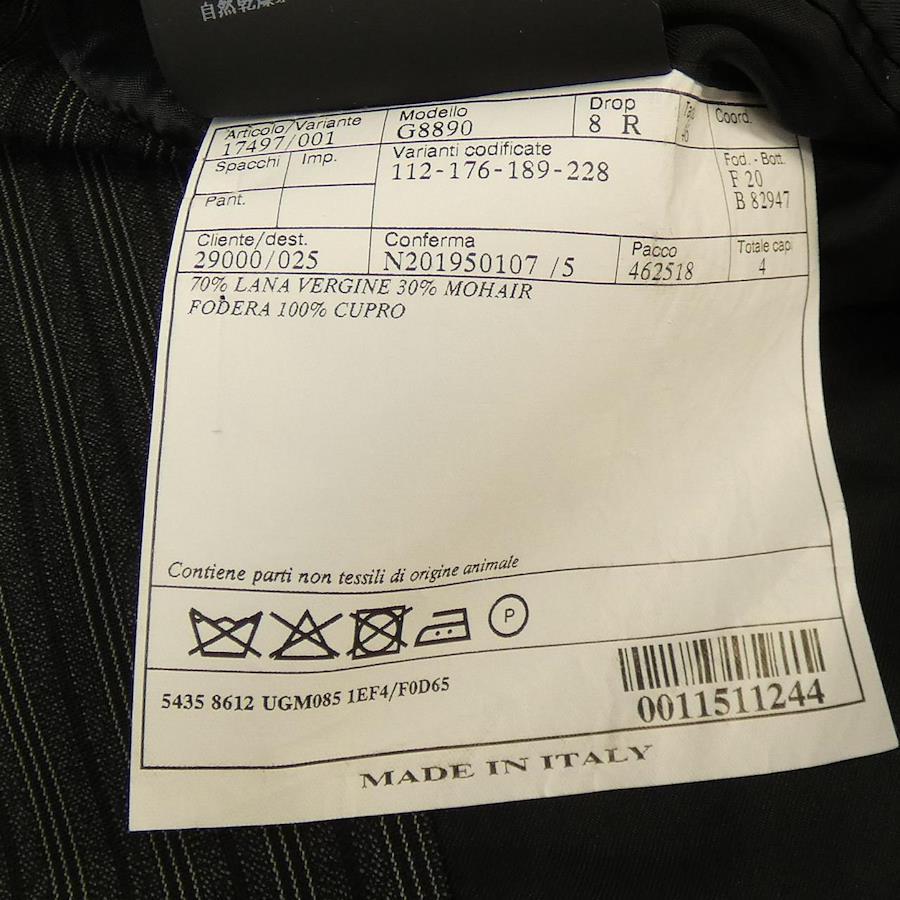 自然乾燥
Articolo/Variante
17497/001
Modello
G8890
Drop
8 R
Coord.
Spacchi Imp.
Varianti codificate
112-176-189-228
Fod. - Bott.
F 20
B 82947
Pant.
Cliente/dest.
29000/025
Conferma
N201950107 /5
Pacco
462518
Totale capi
4
70% LANA VERGINE 30% MOHAIR
FODERA 100% CUPRO
Contiene parti non tessili di origine animale
P
5435 8612 UGM085 1EF4/F0D65
0011511244
MADE IN ITALY